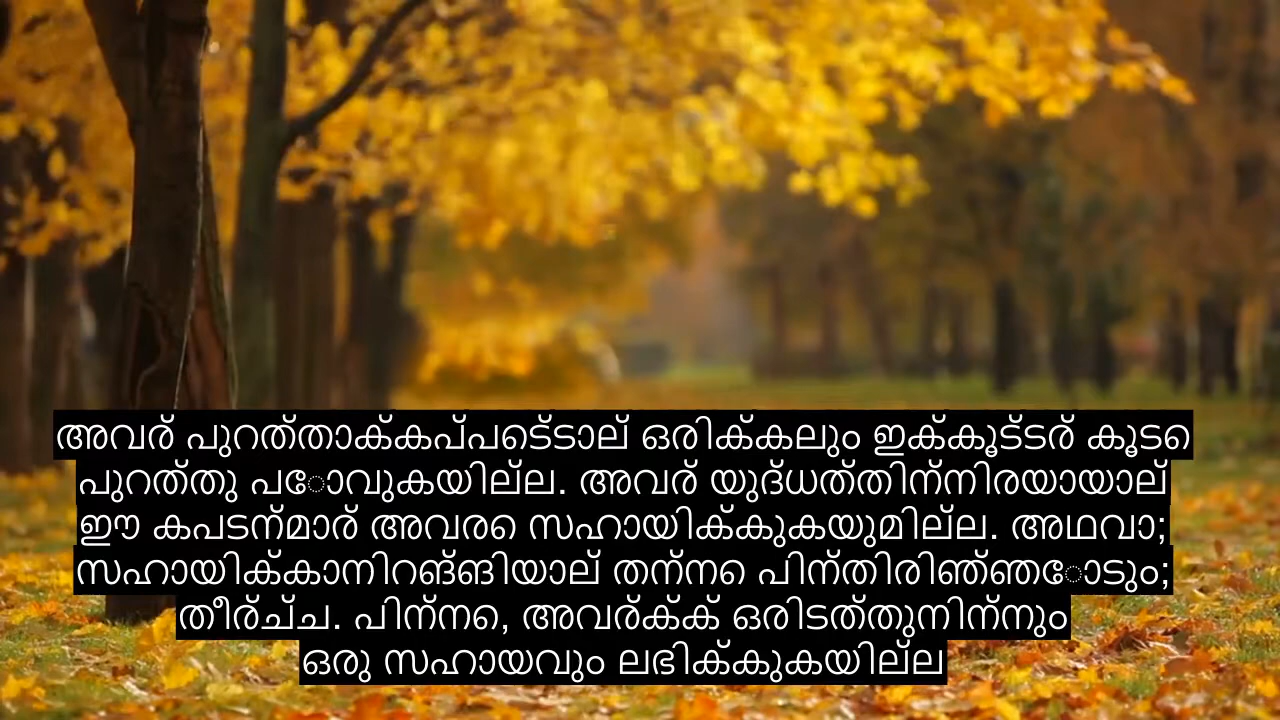 അവര് പുറത്താക്കപ്പട്ടൊല് ഒരിക്കലും ഇക്കൂട്ടര് കൂടെ
പുറത്തു പോവുകയില്ല. അവര് യുദ്ധത്തിന്നിരയായാല്
ഈ കപടന്മാര് അവരെ സഹായിക്കുകയുമില്ല. അഥവാ;
സഹായിക്കാനിറങ്ങിയാല് തന്നെ പിന്തിരിഞ്ഞോടും;
തീര്ച്ച. പിന്നെ, അവര്ക്ക് ഒരിടത്തുനിന്നും
ഒരു സഹായവും ലഭിക്കുകയില്ല